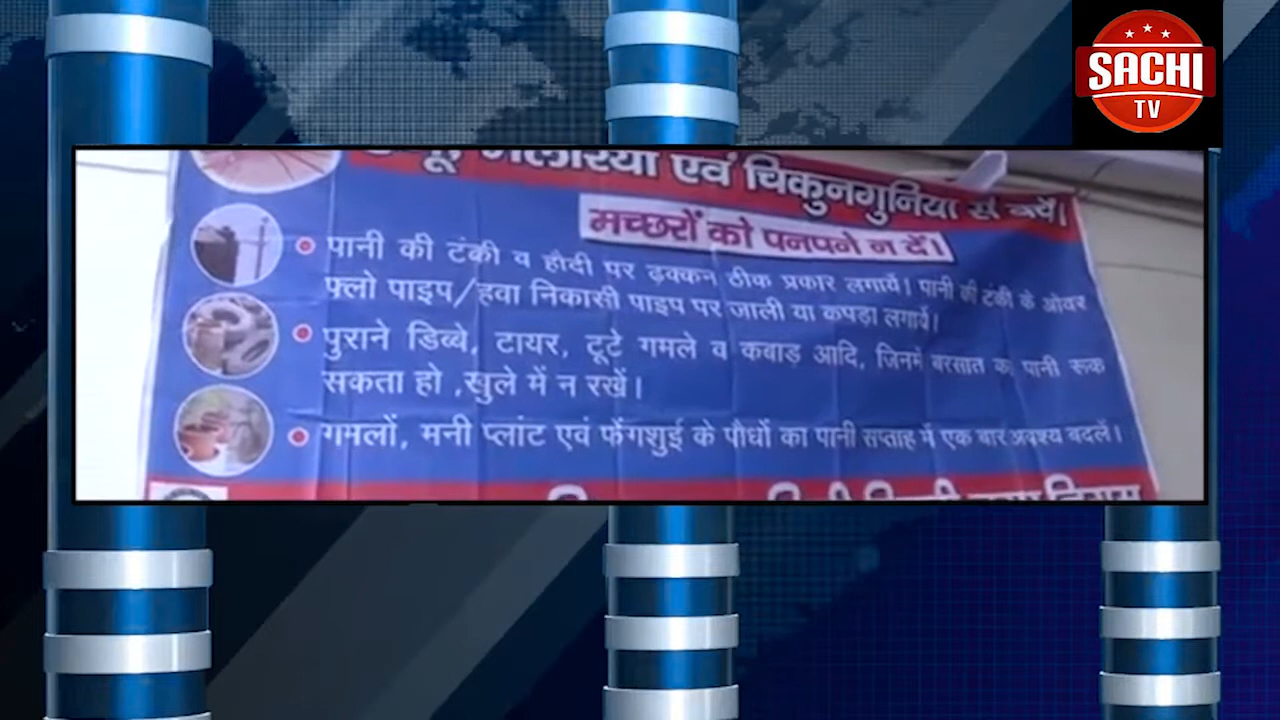 SACHI
TV
मलेरिया एवं चिकुनगुनिया से बचें।
मच्छरों को पनपने न दें।
पानी की टंकी व हौदी पर ढ़क्कन ठीक प्रकार लगायें। पानी की टंकी के ओवर
फ्लो पाइप/हवा निकासी पाइप पर जाली या कपड़ा लगायें।
पुराने डिब्बे, टायर, टूटे गमले व कबाड़ आदि, जिनमें बरसात का पानी रूक
सकता हो ,खुले में न रखें।
गमलों, मनी प्लांट एवं फेंगशुई के पौधों का पानी सप्ताह में एक बार अवश्य बदलें।